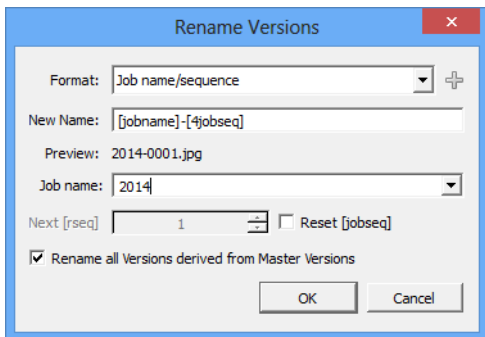 Rename Versions
Format: Job name/sequence
New Name: [jobname]-[4jobseq]
Preview: 2014-0001.jpg
Job name: 2014
Next [rseq] 1 Reset [jobseq]
Rename all Versions derived from Master Versions
OK Cancel